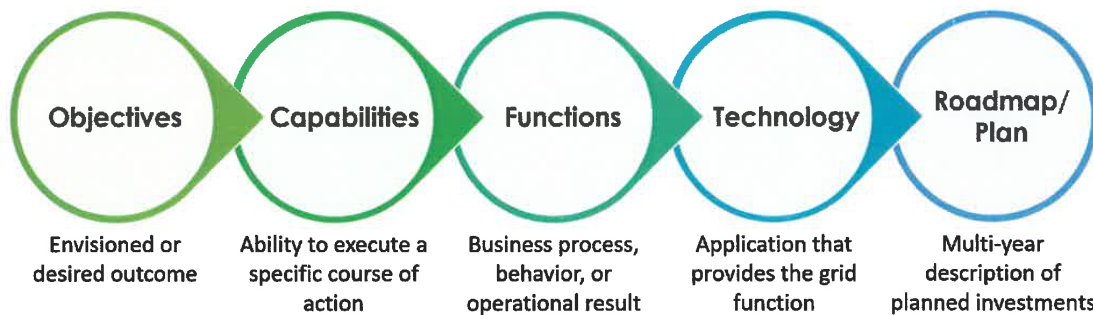 Objectives
Capabilities
Functions
Technology
Roadmap/
Plan
Envisioned or
desired outcome
Ability to execute a
specific course of
action
Business process,
behavior, or
operational result
Application that
provides the grid
function
Multi-year
description of
planned investments